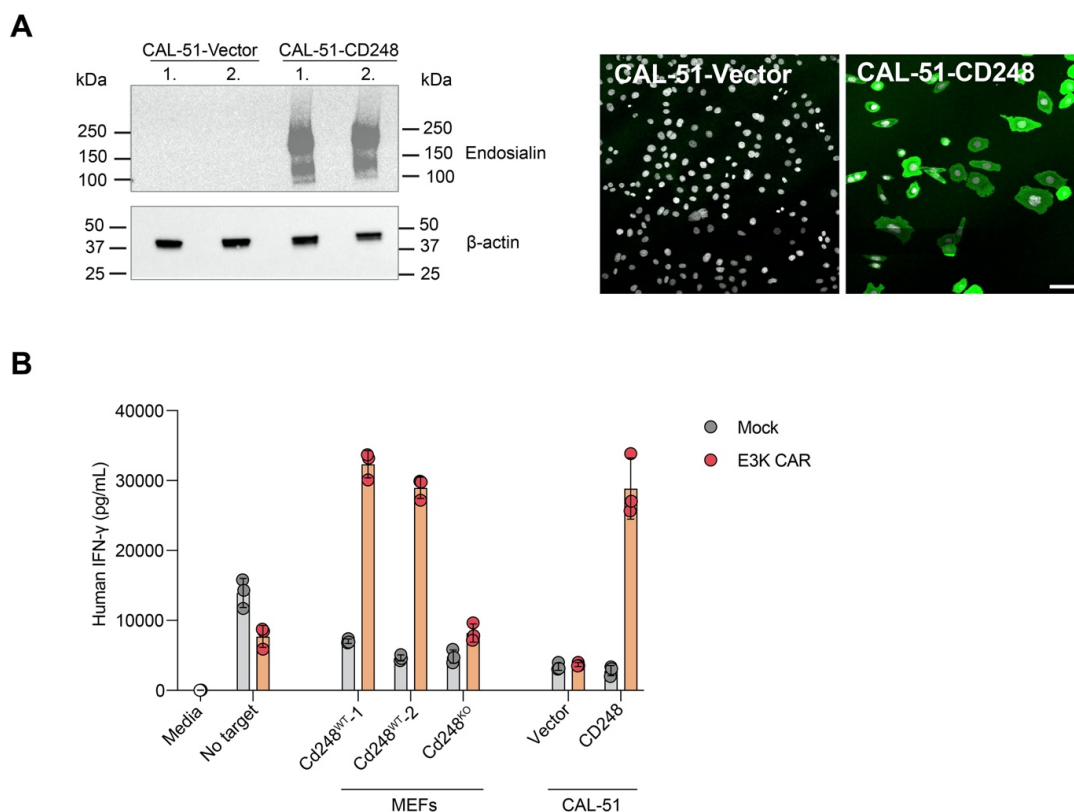 A
CAL-51-Vector CAL-51-CD248
kDa 1. 2. 1. 2. kDa
250 250
150 150 Endosialin
100 100
50 50
37 37 β-actin
25 25
CAL-51-Vector CAL-51-CD248
B
Human IFN-γ (pg/mL)
40000
30000
20000
10000
0
Mock
E3K CAR
Media No target Cd248ᵂᵀ-1 Cd248ᵂᵀ-2 Cd248ᴷᴼ Vector CD248
MEFs CAL-51